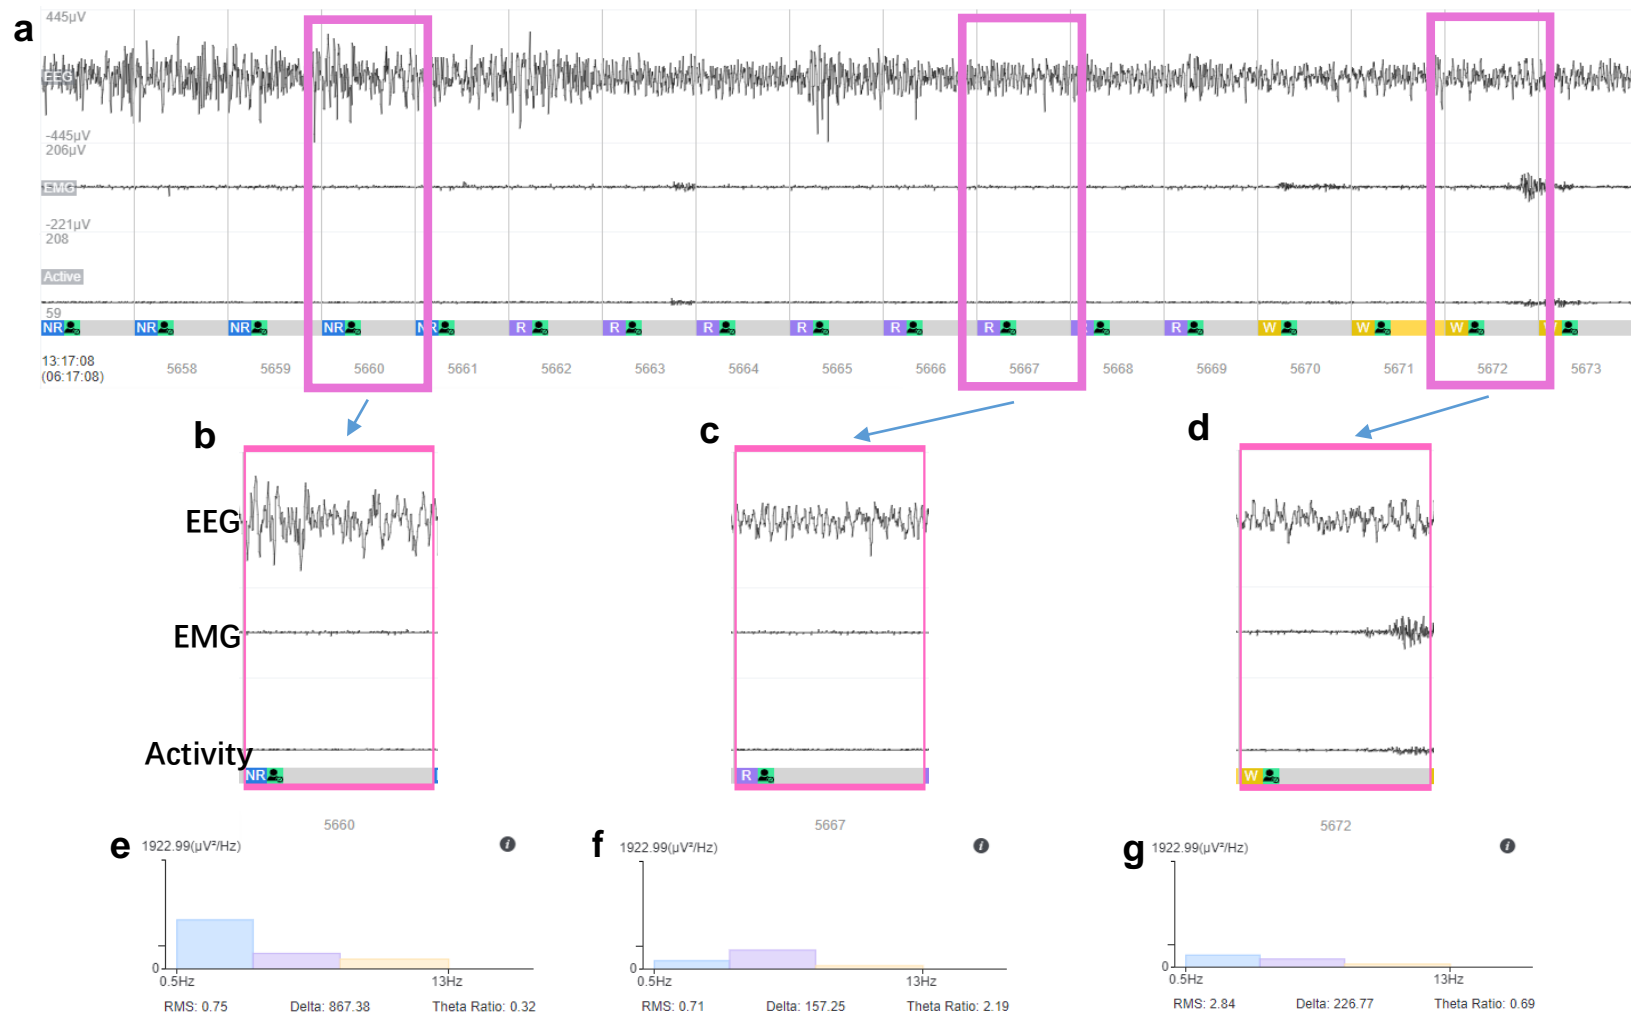 a
445µV
EEG
-445µV
206µV
EMG
-221µV
208
Active
59
NR NR NR NR NR R R R R R R R R W W W W
13:17:08
(06:17:08)
5658 5659 5660 5661 5662 5663 5664 5665 5666 5667 5668 5669 5670 5671 5672 5673
b c d
EEG
EMG
Activity
NR R W
5660 5667 5672
e 1922.99(µV²/Hz) i
0
0.5Hz 13Hz
RMS: 0.75 Delta: 867.38 Theta Ratio: 0.32
f 1922.99(µV²/Hz) i
0
0.5Hz 13Hz
RMS: 0.71 Delta: 157.25 Theta Ratio: 2.19
g 1922.99(µV²/Hz) i
0
0.5Hz 13Hz
RMS: 2.84 Delta: 226.77 Theta Ratio: 0.69